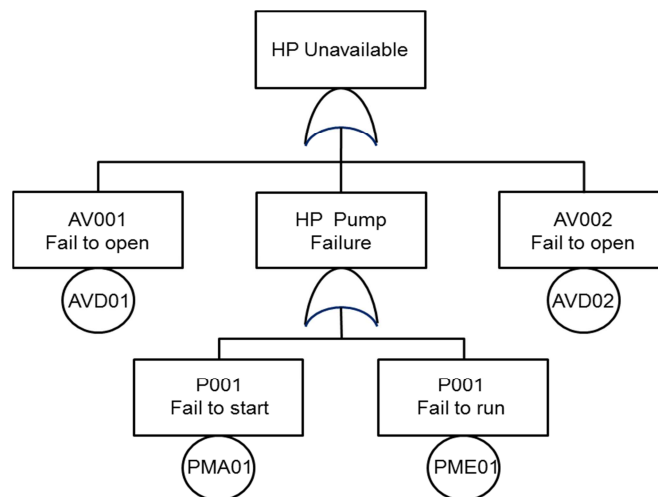 HP Unavailable
AV001
Fail to open
HP Pump
Failure
AV002
Fail to open
AVD01
AVD02
P001
Fail to start
P001
Fail to run
PMA01
PME01